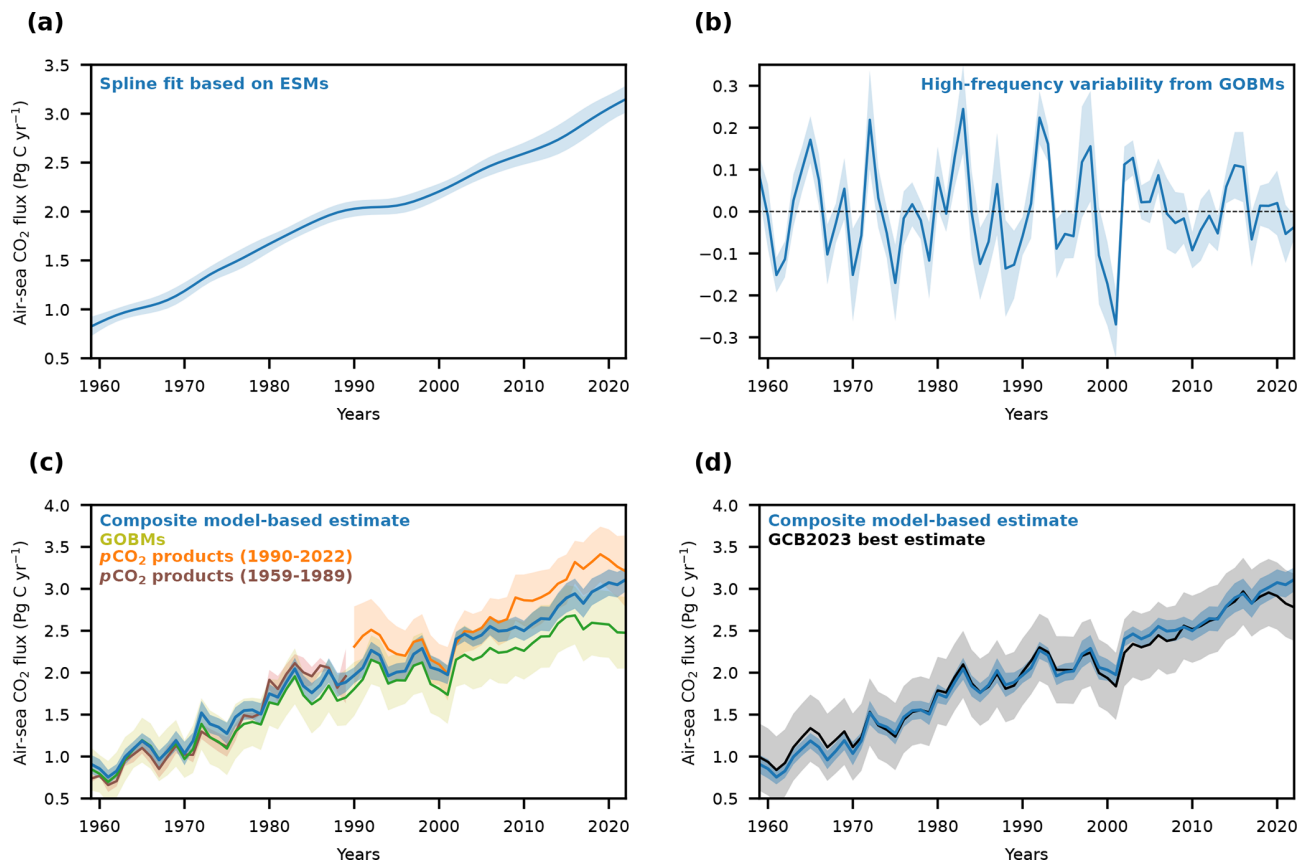 (a)
Spline fit based on ESMs
Air-sea CO₂ flux (Pg C yr⁻¹)
3.5
3.0
2.5
2.0
1.5
1.0
0.5
1960 1970 1980 1990 2000 2010 2020
Years
(b)
High-frequency variability from GOBMs
0.3
0.2
0.1
0.0
−0.1
−0.2
−0.3
1960 1970 1980 1990 2000 2010 2020
Years
(c)
Composite model-based estimate
GOBMs
pCO₂ products (1990-2022)
pCO₂ products (1959-1989)
Air-sea CO₂ flux (Pg C yr⁻¹)
4.0
3.5
3.0
2.5
2.0
1.5
1.0
0.5
1960 1970 1980 1990 2000 2010 2020
Years
(d)
Composite model-based estimate
GCB2023 best estimate
Air-sea CO₂ flux (Pg C yr⁻¹)
4.0
3.5
3.0
2.5
2.0
1.5
1.0
0.5
1960 1970 1980 1990 2000 2010 2020
Years